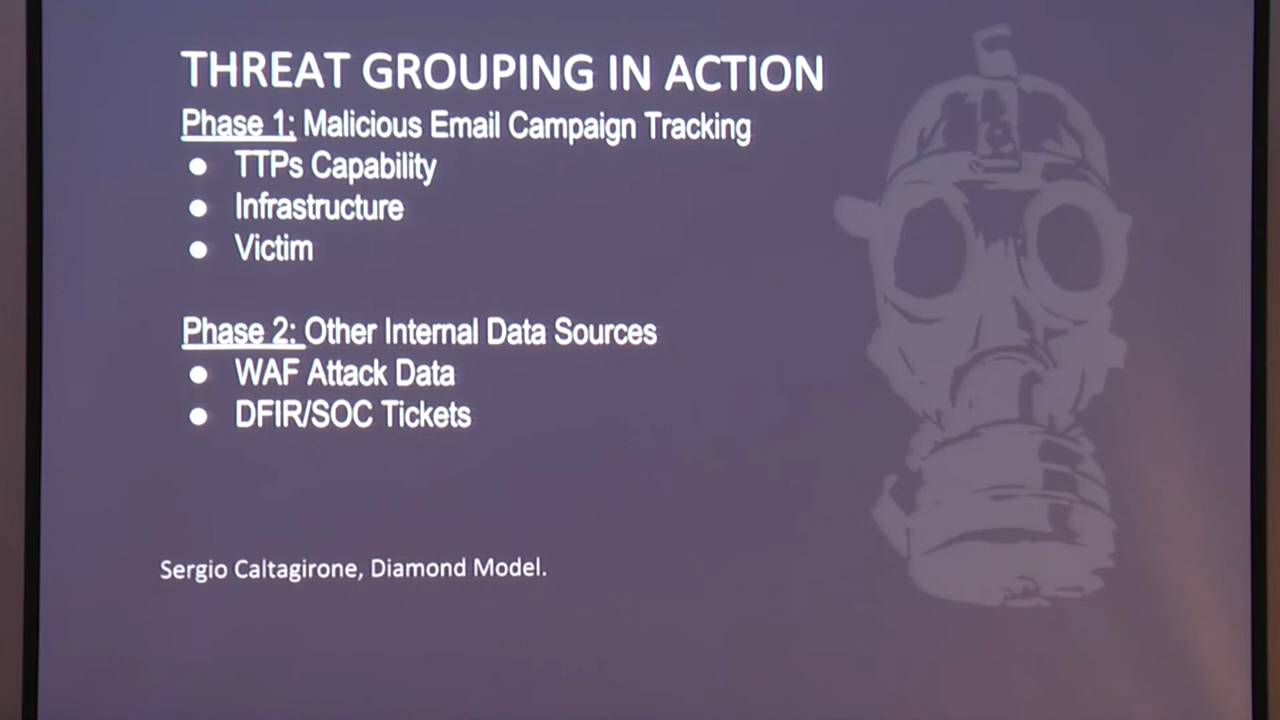 THREAT GROUPING IN ACTION
Phase 1: Malicious Email Campaign Tracking
● TTPs Capability
● Infrastructure
● Victim
Phase 2: Other Internal Data Sources
● WAF Attack Data
● DFIR/SOC Tickets
Sergio Caltagirone, Diamond Model.